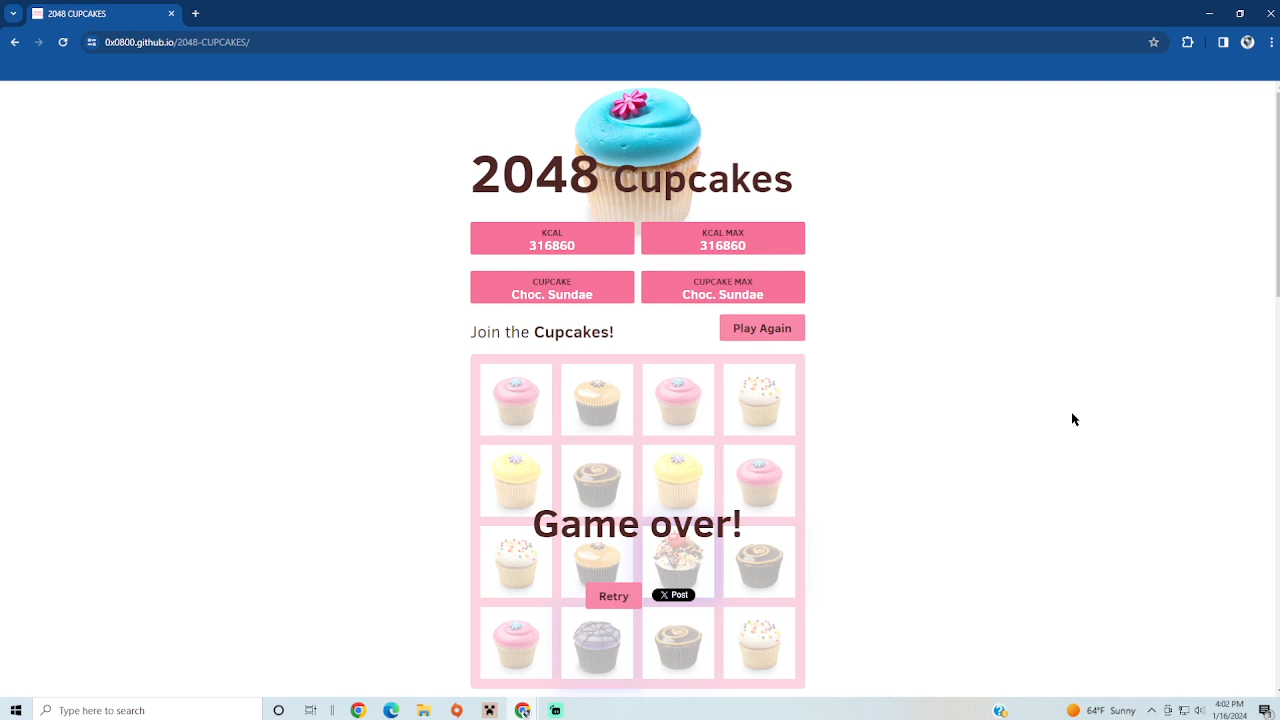 2048 CUPCAKES
0x0800.github.io/2048-CUPCAKES/
2048 Cupcakes
KCAL
316860
KCAL MAX
316860
CUPCAKE
Choc. Sundae
CUPCAKE MAX
Choc. Sundae
Join the Cupcakes!
Play Again
Game over!
Retry
X Post
Type here to search
64°F Sunny
4:02 PM
1/16/2024